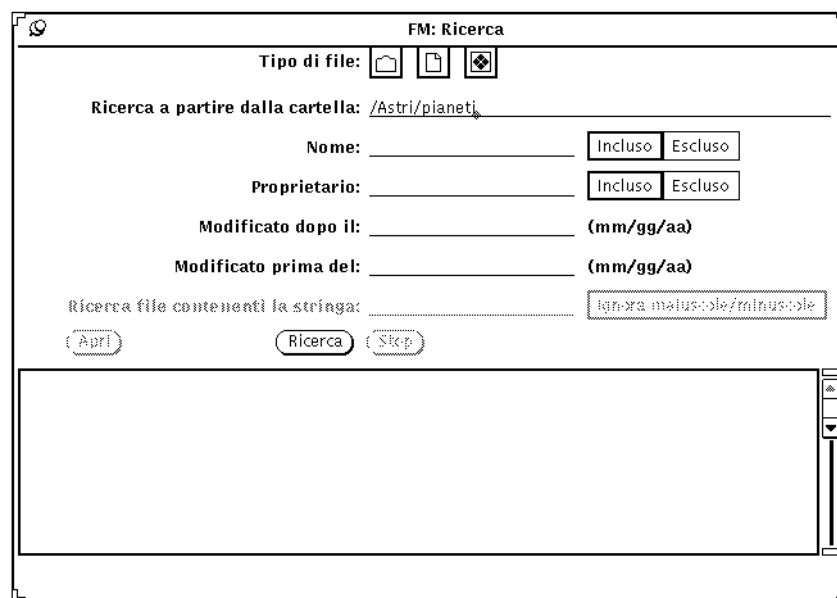 FM: Ricerca
Tipo di file:
Ricerca a partire dalla cartella: /Astri/pianeti
Nome: Incluso Escluso
Proprietario: Incluso Escluso
Modificato dopo il: (mm/gg/aa)
Modificato prima del: (mm/gg/aa)
Ricerca file contenenti la stringa: Ignora maiuscole/minuscole
Apri Ricerca Stop